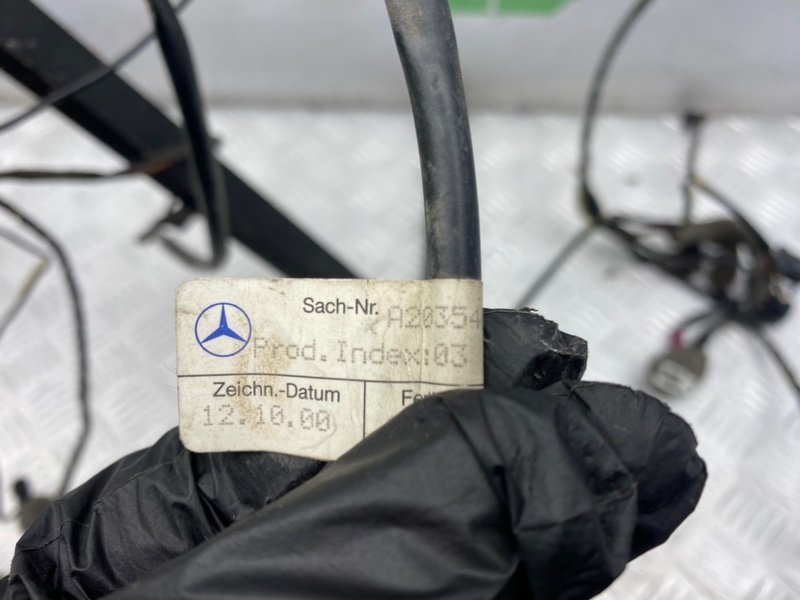 Sach-Nr. A20354
Prod.Index:03
Zeichn.-Datum
12.10.00